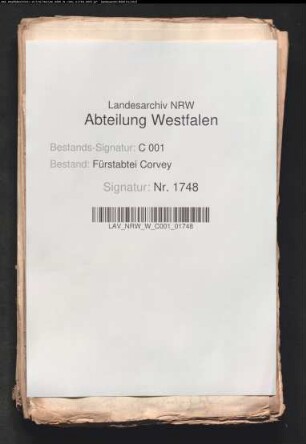 Landesarchiv NRW
Abteilung Westfalen
Bestands-Signatur: C 001
Bestand: Fürstabtei Corvey
Signatur: Nr. 1748
LAV_NRW_W_C001_01748